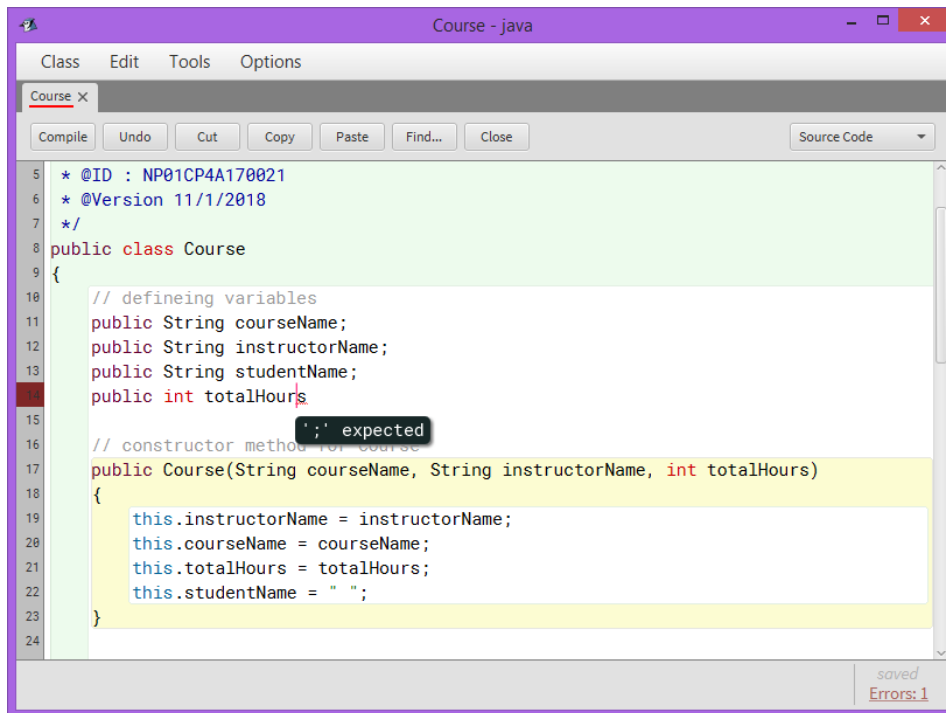 Course - java
Class Edit Tools Options
Course
Compile Undo Cut Copy Paste Find... Close Source Code
5 * @ID : NP01CP4A170021
6 * @Version 11/1/2018
7 */
8 public class Course
9 {
10 // defineing variables
11 public String courseName;
12 public String instructorName;
13 public String studentName;
14 public int totalHours
15
';' expected
16 // constructor method for course
17 public Course(String courseName, String instructorName, int totalHours)
18 {
19 this.instructorName = instructorName;
20 this.courseName = courseName;
21 this.totalHours = totalHours;
22 this.studentName = " ";
23 }
24
saved
Errors: 1